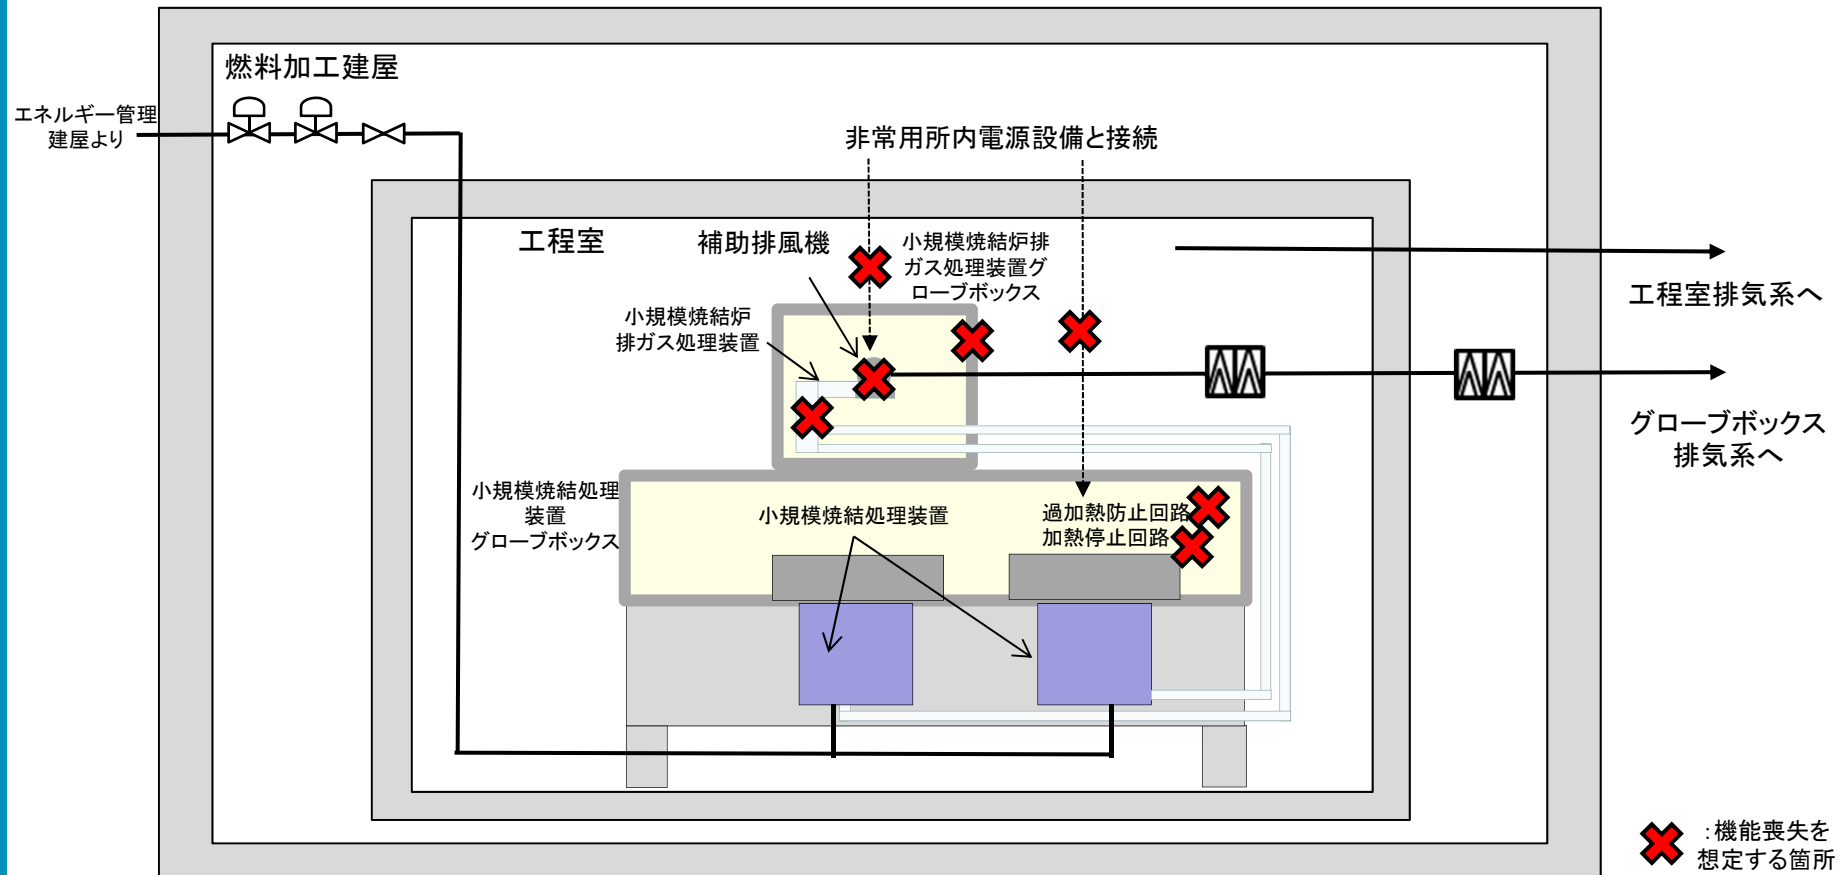 燃料加工建屋
エネルギー管理
建屋より
非常用所内電源設備と接続
工程室
補助排風機
小規模焼結炉排
ガス処理装置グ
ローブボックス
小規模焼結炉
排ガス処理装置
工程室排気系へ
グローブボックス
排気系へ
小規模焼結処理
装置
グローブボックス
小規模焼結処理装置
過加熱防止回路
加熱停止回路
:機能喪失を
想定する箇所